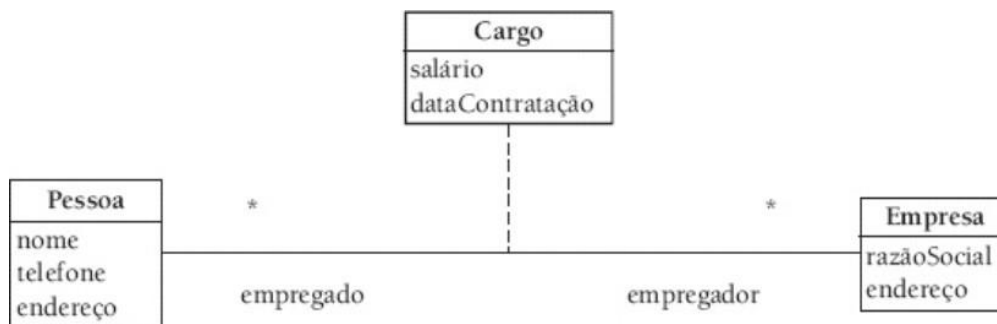 Cargo
salário
dataContratação
Pessoa
nome
telefone
endereço
*
*
empregado
empregador
Empresa
razãoSocial
endereço